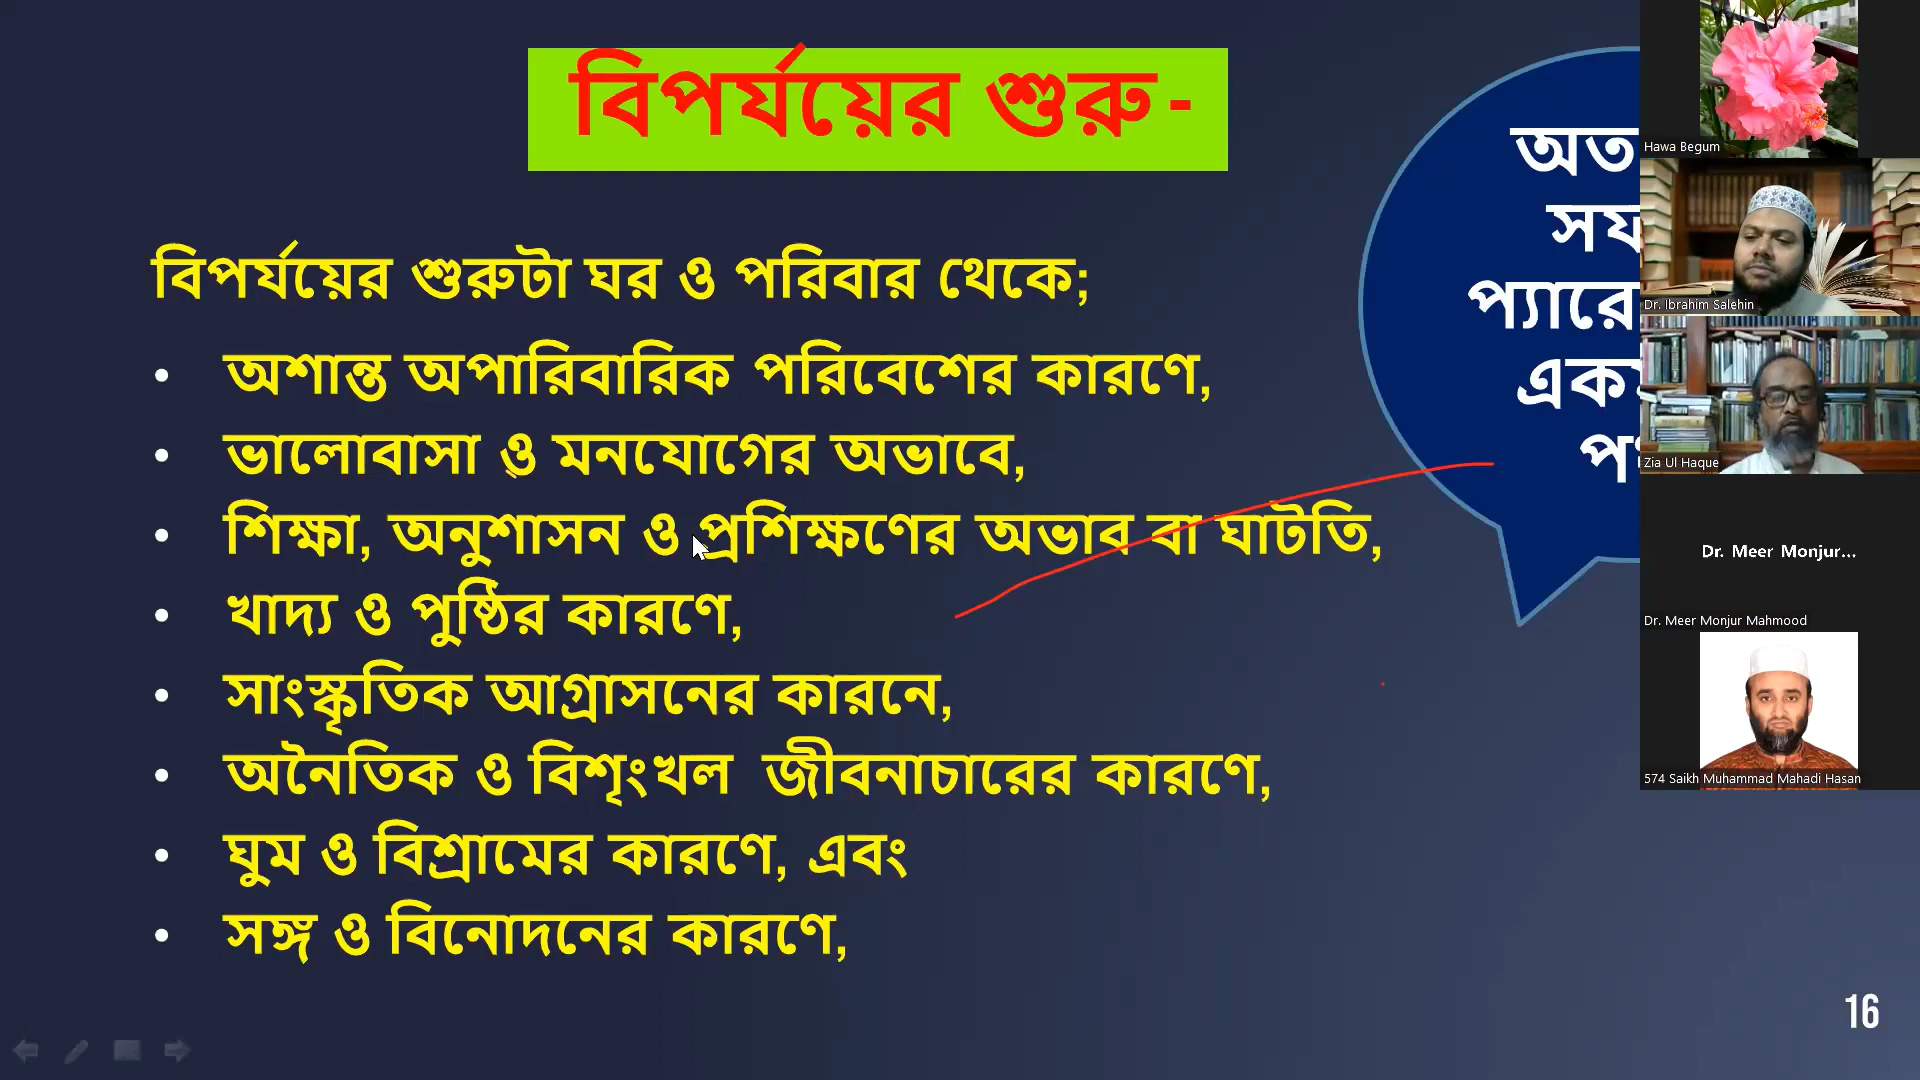 বিপর্যয়ের শুরু-
বিপর্যয়ের শুরুটা ঘর ও পরিবার থেকে;
• অশান্ত অপারিবারিক পরিবেশের কারণে,
• ভালোবাসা ও মনযোগের অভাবে,
• শিক্ষা, অনুশাসন ও প্রশিক্ষণের অভাব বা ঘাটতি,
• খাদ্য ও পুষ্ঠির কারণে,
• সাংস্কৃতিক আগ্রাসনের কারনে,
• অনৈতিক ও বিশৃংখল জীবনাচারের কারণে,
• ঘুম ও বিশ্রামের কারণে, এবং
• সঙ্গ ও বিনোদনের কারণে,
অত
প্যারে
16
Hawa Begum
Dr. Ibrahim Salehin
Zia Ul Haque
Dr. Meer Monjur...
Dr. Meer Monjur Mahmood
574 Saikh Muhammad Mahadi Hasan